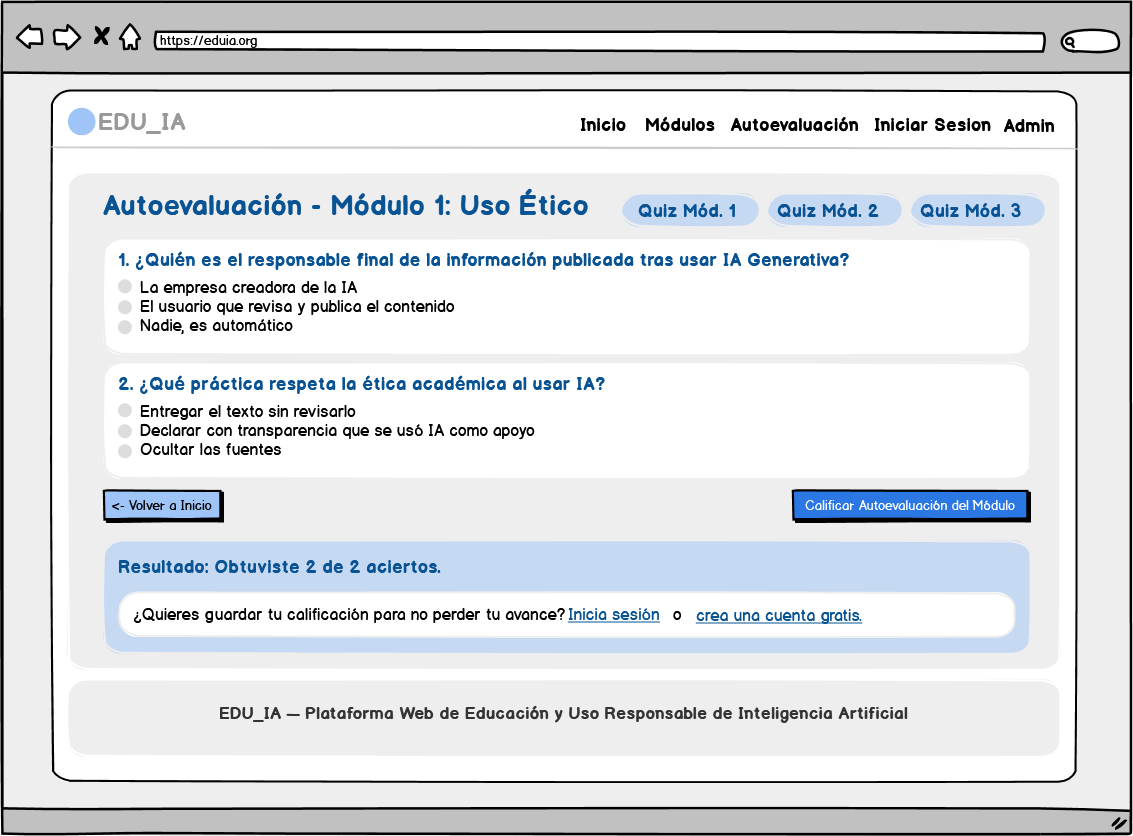 https://eduia.org
EDU_IA
Inicio Módulos Autoevaluación Iniciar Sesion Admin
Autoevaluación - Módulo 1: Uso Ético
Quiz Mód. 1 Quiz Mód. 2 Quiz Mód. 3
1. ¿Quién es el responsable final de la información publicada tras usar IA Generativa?
La empresa creadora de la IA
El usuario que revisa y publica el contenido
Nadie, es automático
2. ¿Qué práctica respeta la ética académica al usar IA?
Entregar el texto sin revisarlo
Declarar con transparencia que se usó IA como apoyo
Ocultar las fuentes
<- Volver a Inicio
Calificar Autoevaluación del Módulo
Resultado: Obtuviste 2 de 2 aciertos.
¿Quieres guardar tu calificación para no perder tu avance? Inicia sesión o crea una cuenta gratis.
EDU_IA — Plataforma Web de Educación y Uso Responsable de Inteligencia Artificial